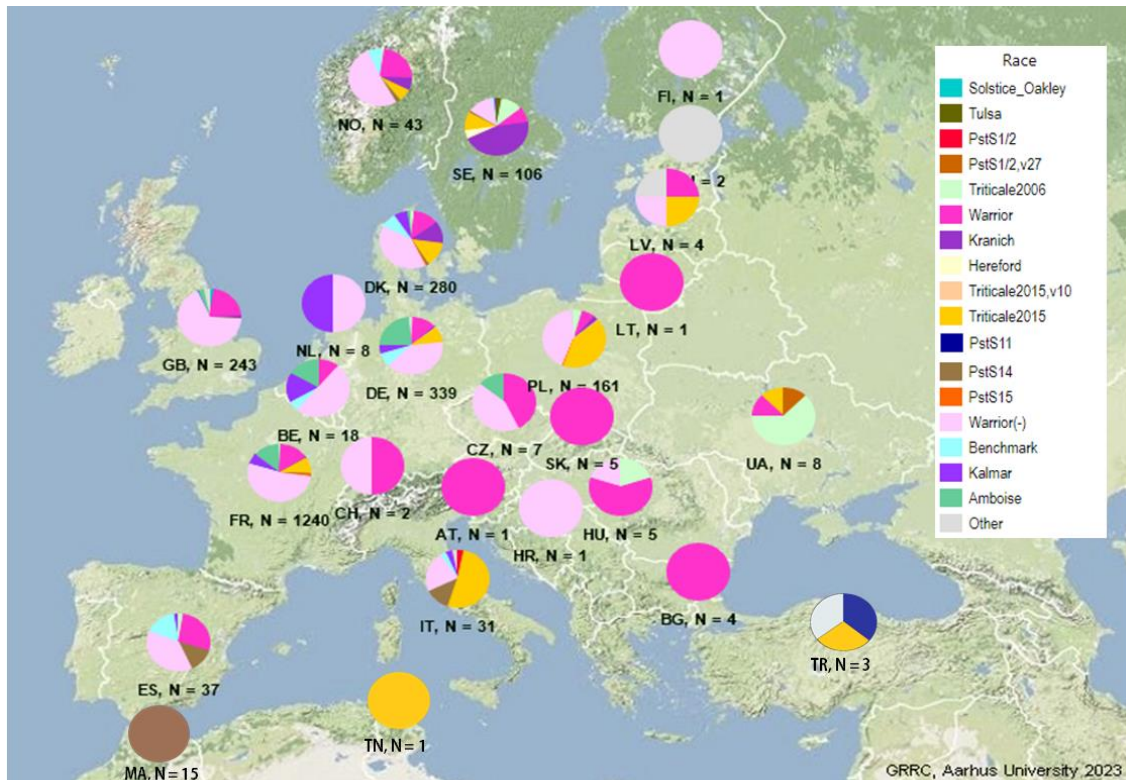 FI, N = 1
Race
Solstice_Oakley
Tulsa
PstS1/2
PstS1/2,v27
Triticale2006
Warrior
Kranich
Hereford
Triticale2015,v10
Triticale2015
PstS11
PstS14
PstS15
Warrior(-)
Benchmark
Kalmar
Amboise
Other
NO, N = 43
SE, N = 106
= 2
LV, N = 4
DK, N = 280
LT, N = 1
GB, N = 243
NL, N = 8
DE, N = 339
PL, N = 161
BE, N = 18
CZ, N = 7
SK, N = 5
UA, N = 8
FR, N = 1240
CH, N = 2
AT, N = 1
HR, N = 1
HU, N = 5
IT, N = 31
BG, N = 4
TR, N = 3
ES, N = 37
TN, N = 1
MA, N = 15
GRRC, Aarhus University 2023